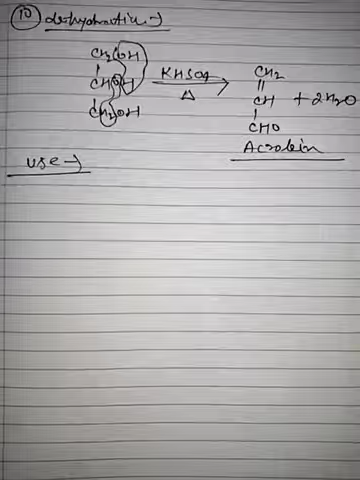 (10) dehydration →
CH2OH
CHOH
CH2OH
KHSO4
Δ
CH2
||
CH + 2H2O
CHO
Acrolein
use →